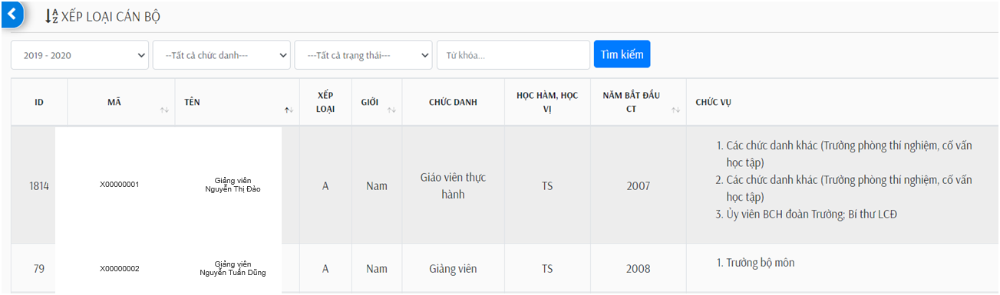 XẾP LOẠI CÁN BỘ
2019 - 2020
--Tất cả chức danh---
---Tất cả trạng thái---
Từ khóa...
Tìm kiếm
ID
MÃ
TÊN
XẾP
LOẠI
GIỚI
CHỨC DANH
HỌC HÀM, HỌC
VỊ
NĂM BẮT ĐẦU
CT
CHỨC VỤ
1814
X00000001
Giảng viên
Nguyễn Thị Đào
A
Nam
Giáo viên thực
hành
TS
2007
1. Các chức danh khác (Trưởng phòng thí nghiệm, cố vấn
học tập)
2. Các chức danh khác (Trưởng phòng thí nghiệm, cố vấn
học tập)
3. Ủy viên BCH đoàn Trường; Bí thư LCĐ
79
X00000002
Giảng viên
Nguyễn Tuấn Dũng
A
Nam
Giảng viên
TS
2008
1. Trưởng bộ môn